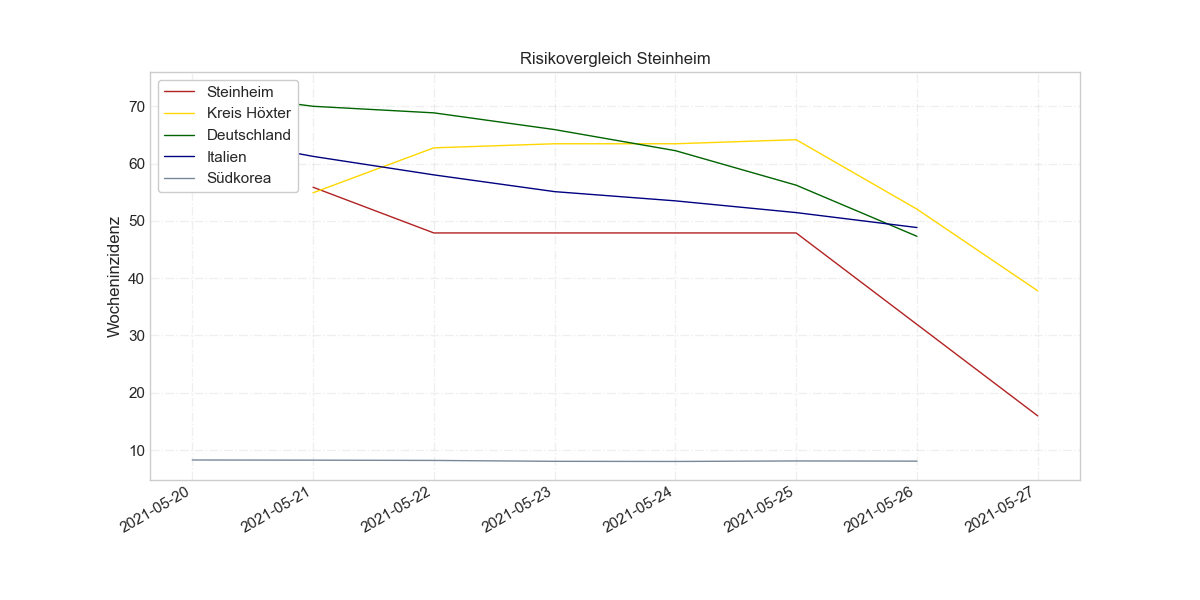 Risikovergleich Steinheim
Steinheim
Kreis Höxter
Deutschland
Italien
Südkorea
Wocheninzidenz
70
60
50
40
30
20
10
2021-05-20
2021-05-21
2021-05-22
2021-05-23
2021-05-24
2021-05-25
2021-05-26
2021-05-27